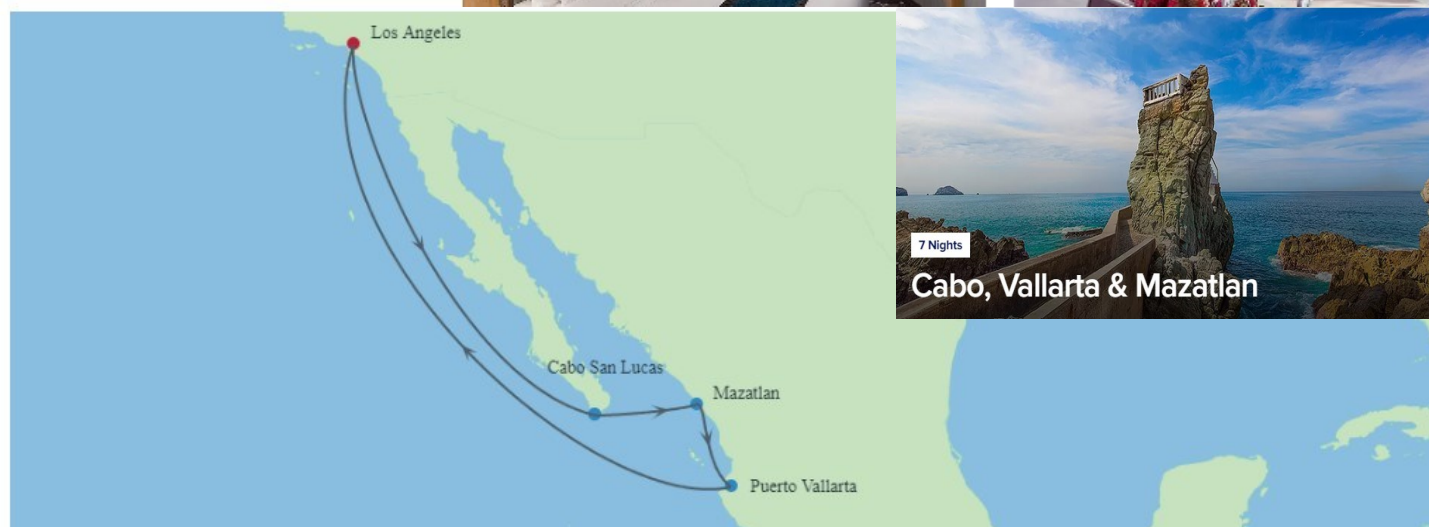 Los Angeles
7 Nights
Cabo, Vallarta & Mazatlan
Cabo San Lucas
Mazatlan
Puerto Vallarta